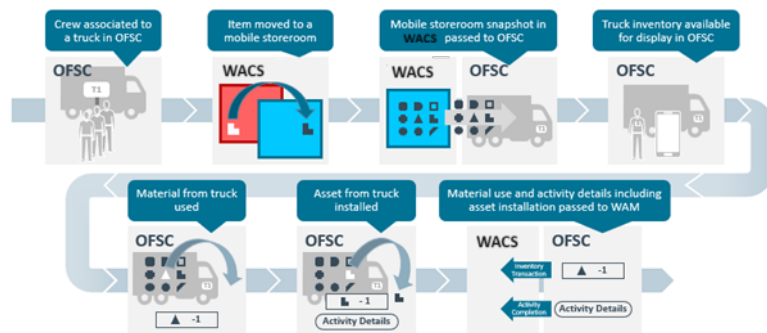 Crew associated to
a truck in OFSC
Item moved to a
mobile storeroom
Mobile storeroom snapshot in
WACS passed to OFSC
Truck inventory available
for display in OFSC
OFSC
T1
T1
WACS
WACS
OFSC
T1
OFSC
T1
Material from truck
used
Asset from truck
installed
Material use and activity details including
asset installation passed to WAM
OFSC
T1
▲ -1
OFSC
T1
-1
Activity Details
WACS
OFSC
Inventory
Transaction
▲ -1
Activity
Completion
Activity Details